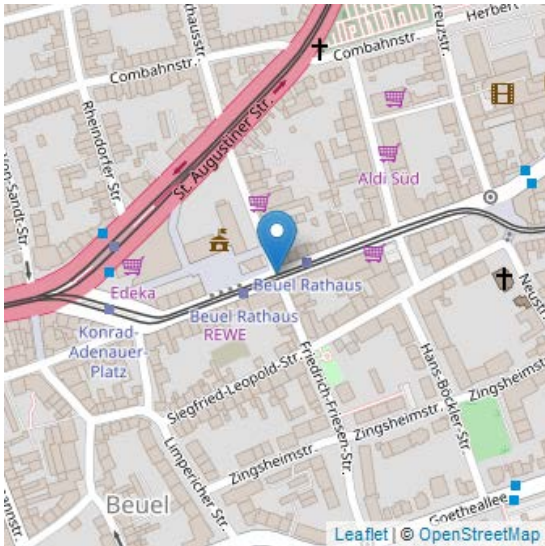 Herbert
Combahnstr.
Combahnstr.
Rheindorfer Str.
St. Augustiner Str.
Aldi Süd
Edeka
Beuel Rathaus
Beuel Rathaus
REWE
Konrad-
Adenauer-
Platz
Neustr.
Friedrich-Friesen-Str.
Siegfried-Leopold-Str.
Hans-Böckler-Str.
Zingsheimstr.
Zingsheimstr.
Zingsheimstr.
Limpericher Str.
Beuel
Goetheallee
Leaflet | © OpenStreetMap